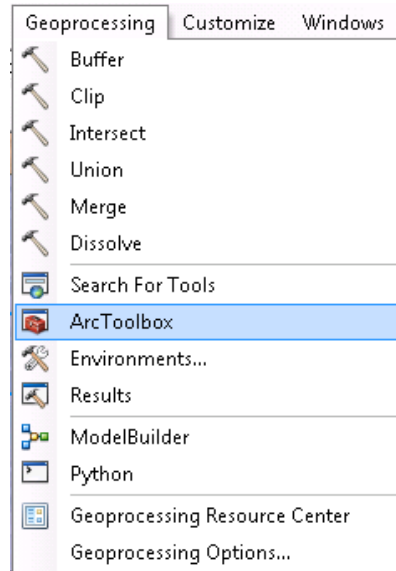 Geoprocessing Customize Windows
Buffer
Clip
Intersect
Union
Merge
Dissolve
Search For Tools
ArcToolbox
Environments...
Results
ModelBuilder
Python
Geoprocessing Resource Center
Geoprocessing Options...